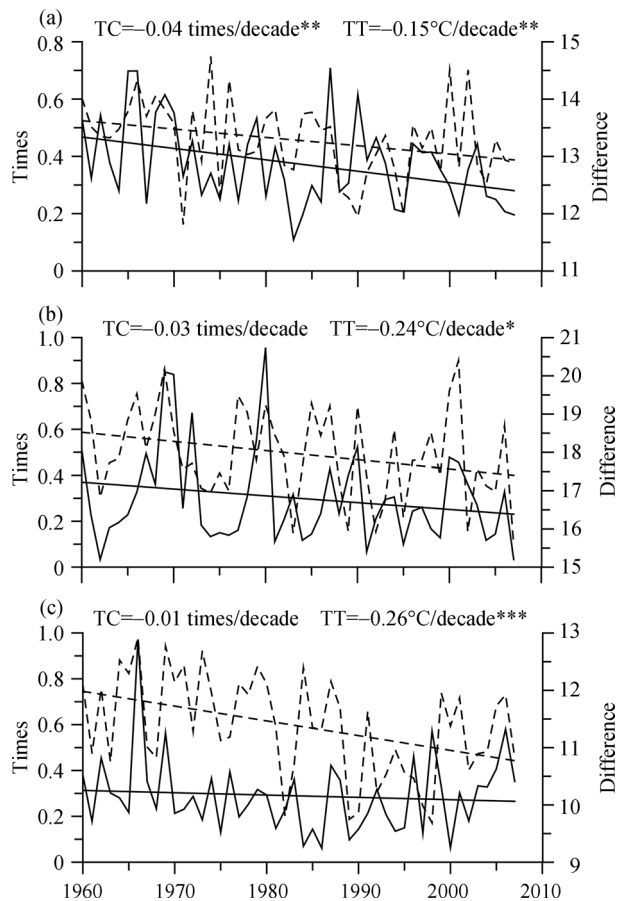 (a)
TC=−0.04 times/decade** TT=−0.15°C/decade**
0.8 15
14
0.6
Times 0.4 13 Difference
0.2 12
0 11
(b)
TC=−0.03 times/decade TT=−0.24°C/decade*
1.0 21
20
0.8
19
0.6
Times 18 Difference
0.4
17
0.2
16
0 15
(c)
TC=−0.01 times/decade TT=−0.26°C/decade***
1.0 13
0.8
12
0.6
Times 11 Difference
0.4
10
0.2
0 9
1960 1970 1980 1990 2000 2010